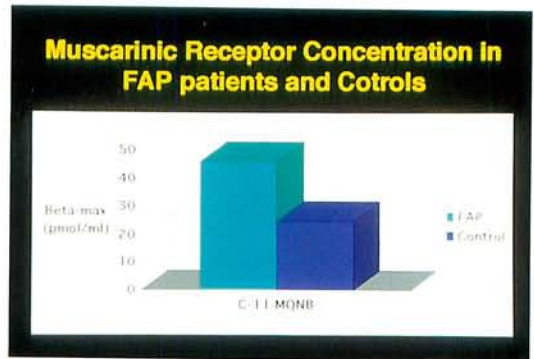 Muscarinic Receptor Concentration in
FAP patients and Cotrols
50
40
30
20
10
0
Beta-max
(pmol/ml)
FAP
Control
C-11 MQNB